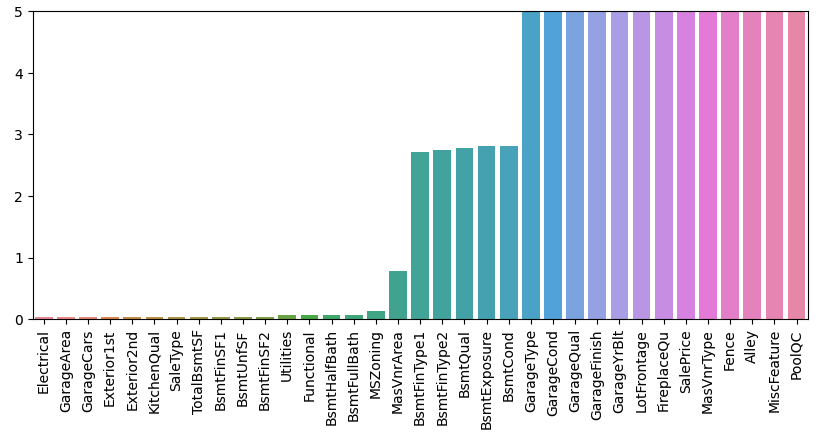 5
4
3
2
1
0
Electrical
GarageArea
GarageCars
Exterior1st
Exterior2nd
KitchenQual
SaleType
TotalBsmtSF
BsmtFinSF1
BsmtUnfSF
BsmtFinSF2
Utilities
Functional
BsmtHalfBath
BsmtFullBath
MSZoning
MasVnrArea
BsmtFinType1
BsmtFinType2
BsmtQual
BsmtExposure
BsmtCond
GarageType
GarageCond
GarageQual
GarageFinish
GarageYrBlt
LotFrontage
FireplaceQu
SalePrice
MasVnrType
Fence
Alley
MiscFeature
PoolQC